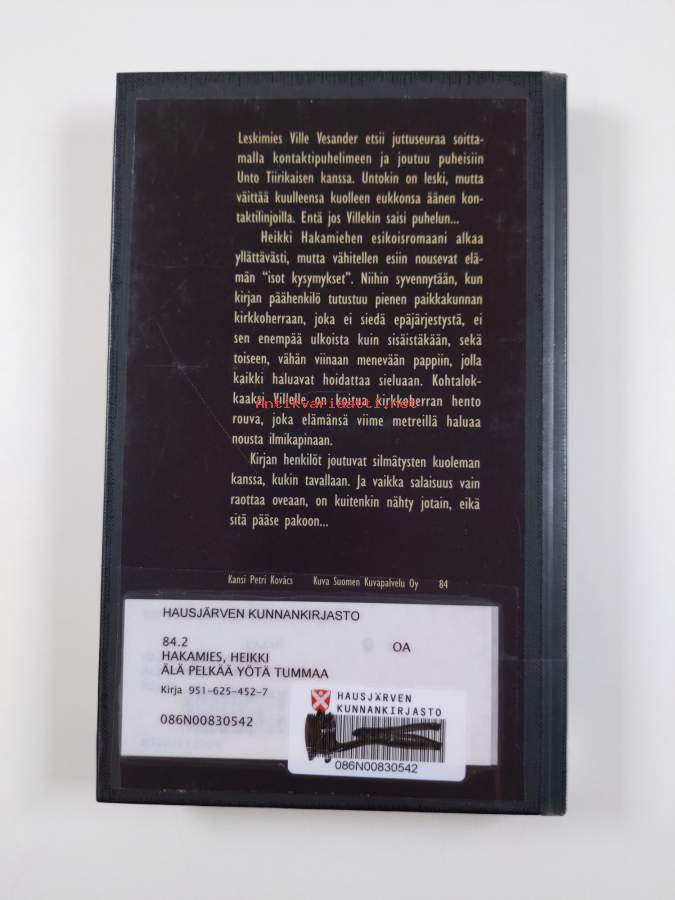 Leskimies Ville Vesander etsii juttuseuraa soitta-
malla kontaktipuhelimeen ja joutuu puheisiin
Unto Tiirikaisen kanssa. Untokin on leski, mutta
väittää kuulleensa kuolleen eukkonsa äänen kon-
taktilinjoilla. Entä jos Villekin saisi puhelun...
Heikki Hakamiehen esikoisromaani alkaa
yllättävästi, mutta vähitellen esiin nousevat elä-
män "isot kysymykset". Niihin syvennytään, kun
kirjan päähenkilö tutustuu pienen paikkakunnan
kirkkoherraan, joka ei siedä epäjärjestystä, ei
sen enempää ulkoista kuin sisäistäkään, sekä
toiseen, vähän viinaan menevään pappiin, jolla
kaikki haluavat hoidattaa sieluaan. Kohtalok-
kaaksi Villelle on koitua kirkkoherran hento
Antikvariaatti.net
rouva, joka elämänsä viime metreillä haluaa
nousta ilmikapinaan.
Kirjan henkilöt joutuvat silmätysten kuoleman
kanssa, kukin tavallaan. Ja vaikka salaisuus vain
raottaa oveaan, on kuitenkin nähty jotain, eikä
sitä pääse pakoon...
Kansi Petri Kovács Kuva Suomen Kuvapalvelu Oy 84
HAUSJÄRVEN KUNNANKIRJASTO
84.2 OA
HAKAMIES, HEIKKI
ÄLÄ PELKÄÄ YÖTÄ TUMMAA
Kirja 951-625-452-7
086N00830542
HAUSJÄRVEN
KUNNANKIRJASTO
086N00830542